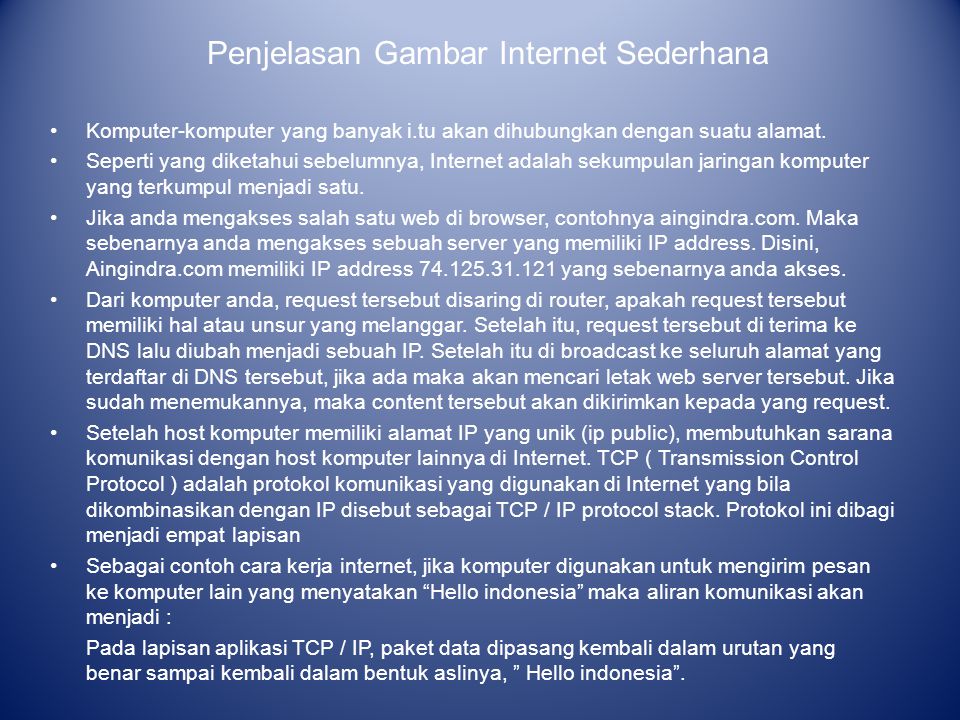 Penjelasan Gambar Internet Sederhana
• Komputer-komputer yang banyak i.tu akan dihubungkan dengan suatu alamat.
• Seperti yang diketahui sebelumnya, Internet adalah sekumpulan jaringan komputer
yang terkumpul menjadi satu.
• Jika anda mengakses salah satu web di browser, contohnya aingindra.com. Maka
sebenarnya anda mengakses sebuah server yang memiliki IP address. Disini,
Aingindra.com memiliki IP address 74.125.31.121 yang sebenarnya anda akses.
• Dari komputer anda, request tersebut disaring di router, apakah request tersebut
memiliki hal atau unsur yang melanggar. Setelah itu, request tersebut di terima ke
DNS lalu diubah menjadi sebuah IP. Setelah itu di broadcast ke seluruh alamat yang
terdaftar di DNS tersebut, jika ada maka akan mencari letak web server tersebut. Jika
sudah menemukannya, maka content tersebut akan dikirimkan kepada yang request.
• Setelah host komputer memiliki alamat IP yang unik (ip public), membutuhkan sarana
komunikasi dengan host komputer lainnya di Internet. TCP ( Transmission Control
Protocol ) adalah protokol komunikasi yang digunakan di Internet yang bila
dikombinasikan dengan IP disebut sebagai TCP / IP protocol stack. Protokol ini dibagi
menjadi empat lapisan
• Sebagai contoh cara kerja internet, jika komputer digunakan untuk mengirim pesan
ke komputer lain yang menyatakan “Hello indonesia” maka aliran komunikasi akan
menjadi :
Pada lapisan aplikasi TCP / IP, paket data dipasang kembali dalam urutan yang
benar sampai kembali dalam bentuk aslinya, ” Hello indonesia”.